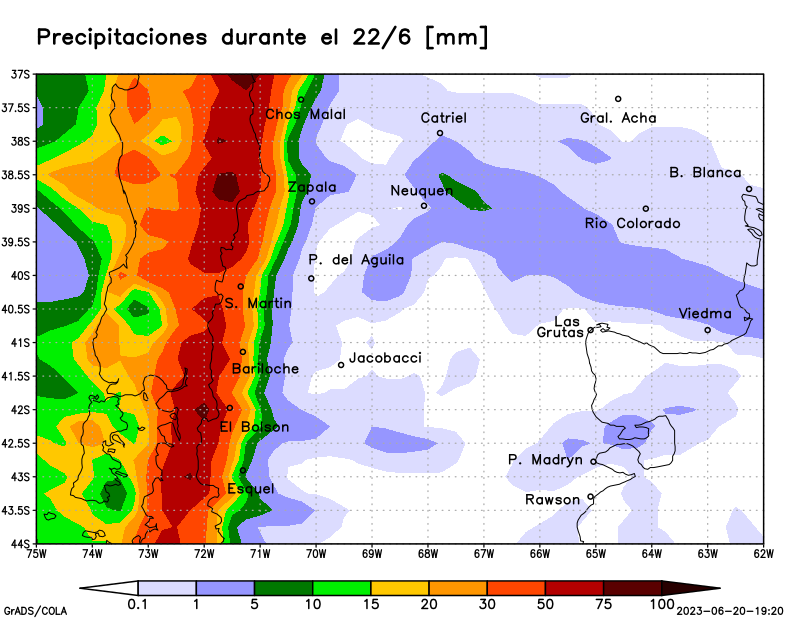 Precipitaciones durante el 22/6 [mm]
37S
37.5S
38S
38.5S
39S
39.5S
40S
40.5S
41S
41.5S
42S
42.5S
43S
43.5S
44S
Chos Malal
Catriel
Gral. Acha
B. Blanca
Zapala
Neuquen
Rio Colorado
P. del Aguila
S. Martin
Viedma
Las
Grutas
Jacobacci
Bariloche
El Bolson
P. Madryn
Esquel
Rawson
75W 74W 73W 72W 71W 70W 69W 68W 67W 66W 65W 64W 63W 62W
0.1 1 5 10 15 20 30 50 75 100
GrADS/COLA
2023-06-20-19:20